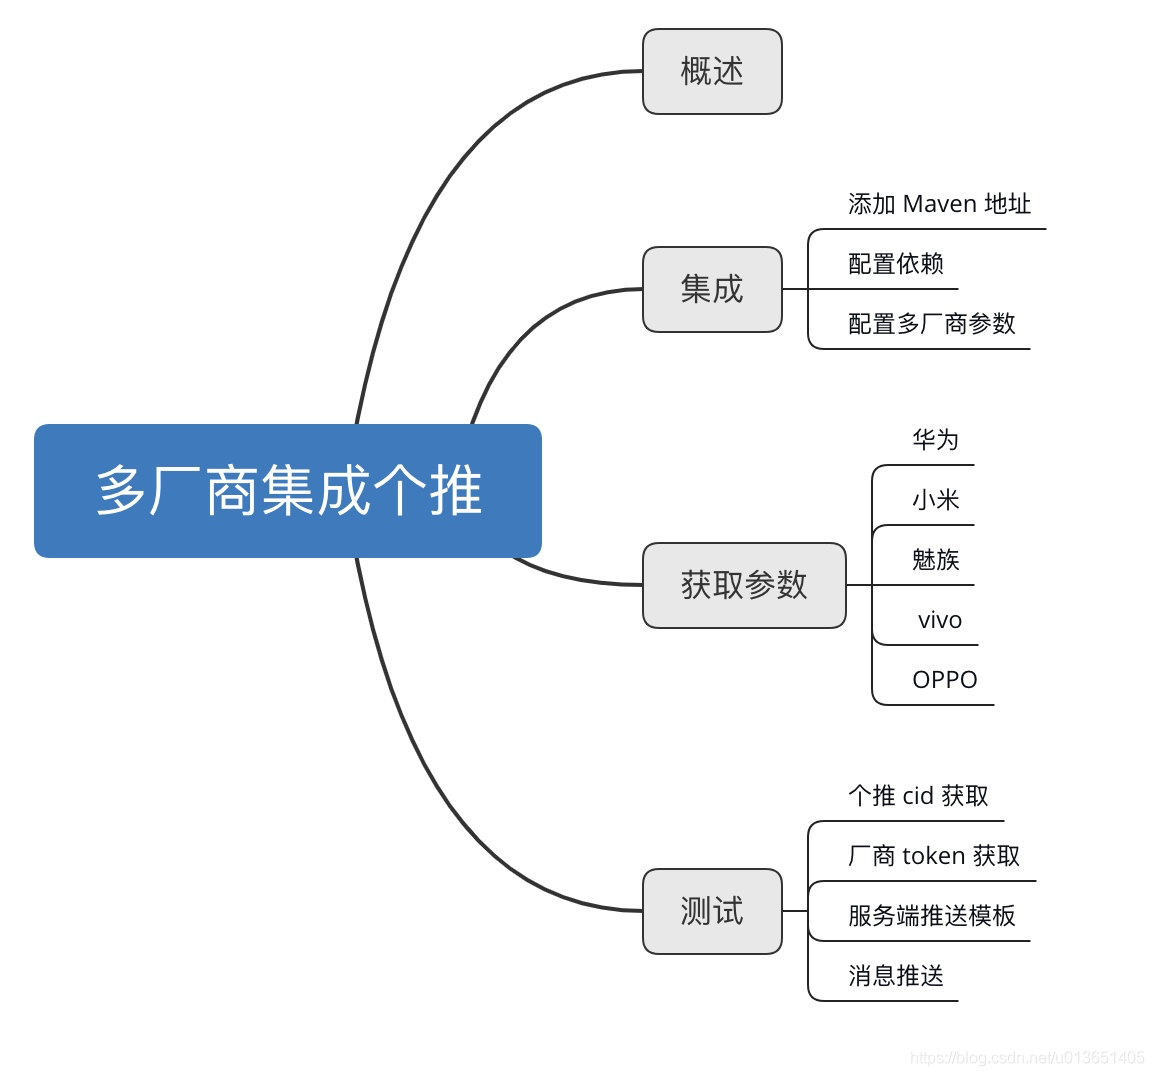 概述
添加 Maven 地址
集成
配置依赖
配置多厂商参数
多厂商集成个推
华为
小米
获取参数
魅族
vivo
OPPO
个推 cid 获取
厂商 token 获取
测试
服务端推送模板
消息推送
https://blog.csdn.net/u013651405